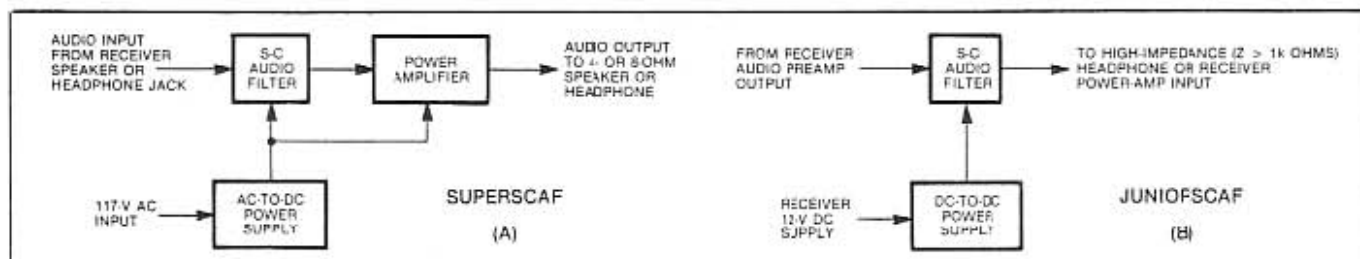 AUDIO INPUT
FROM RECEIVER
SPEAKER OR
HEADPHONE JACK
S-C
AUDIO
FILTER
POWER
AMPLIFIER
AUDIO OUTPUT
TO 4- OR 8-OHM
SPEAKER OR
HEADPHONE
117-V AC
INPUT
AC-TO-DC
POWER
SUPPLY
SUPERSCAF
(A)
FROM RECEIVER
AUDIO PREAMP
OUTPUT
S-C
AUDIO
FILTER
TO HIGH-IMPEDANCE (Z > 1k OHMS)
HEADPHONE OR RECEIVER
POWER-AMP INPUT
RECEIVER
12-V DC
SUPPLY
DC-TO-DC
POWER
SUPPLY
JUNIORSCAF
(B)